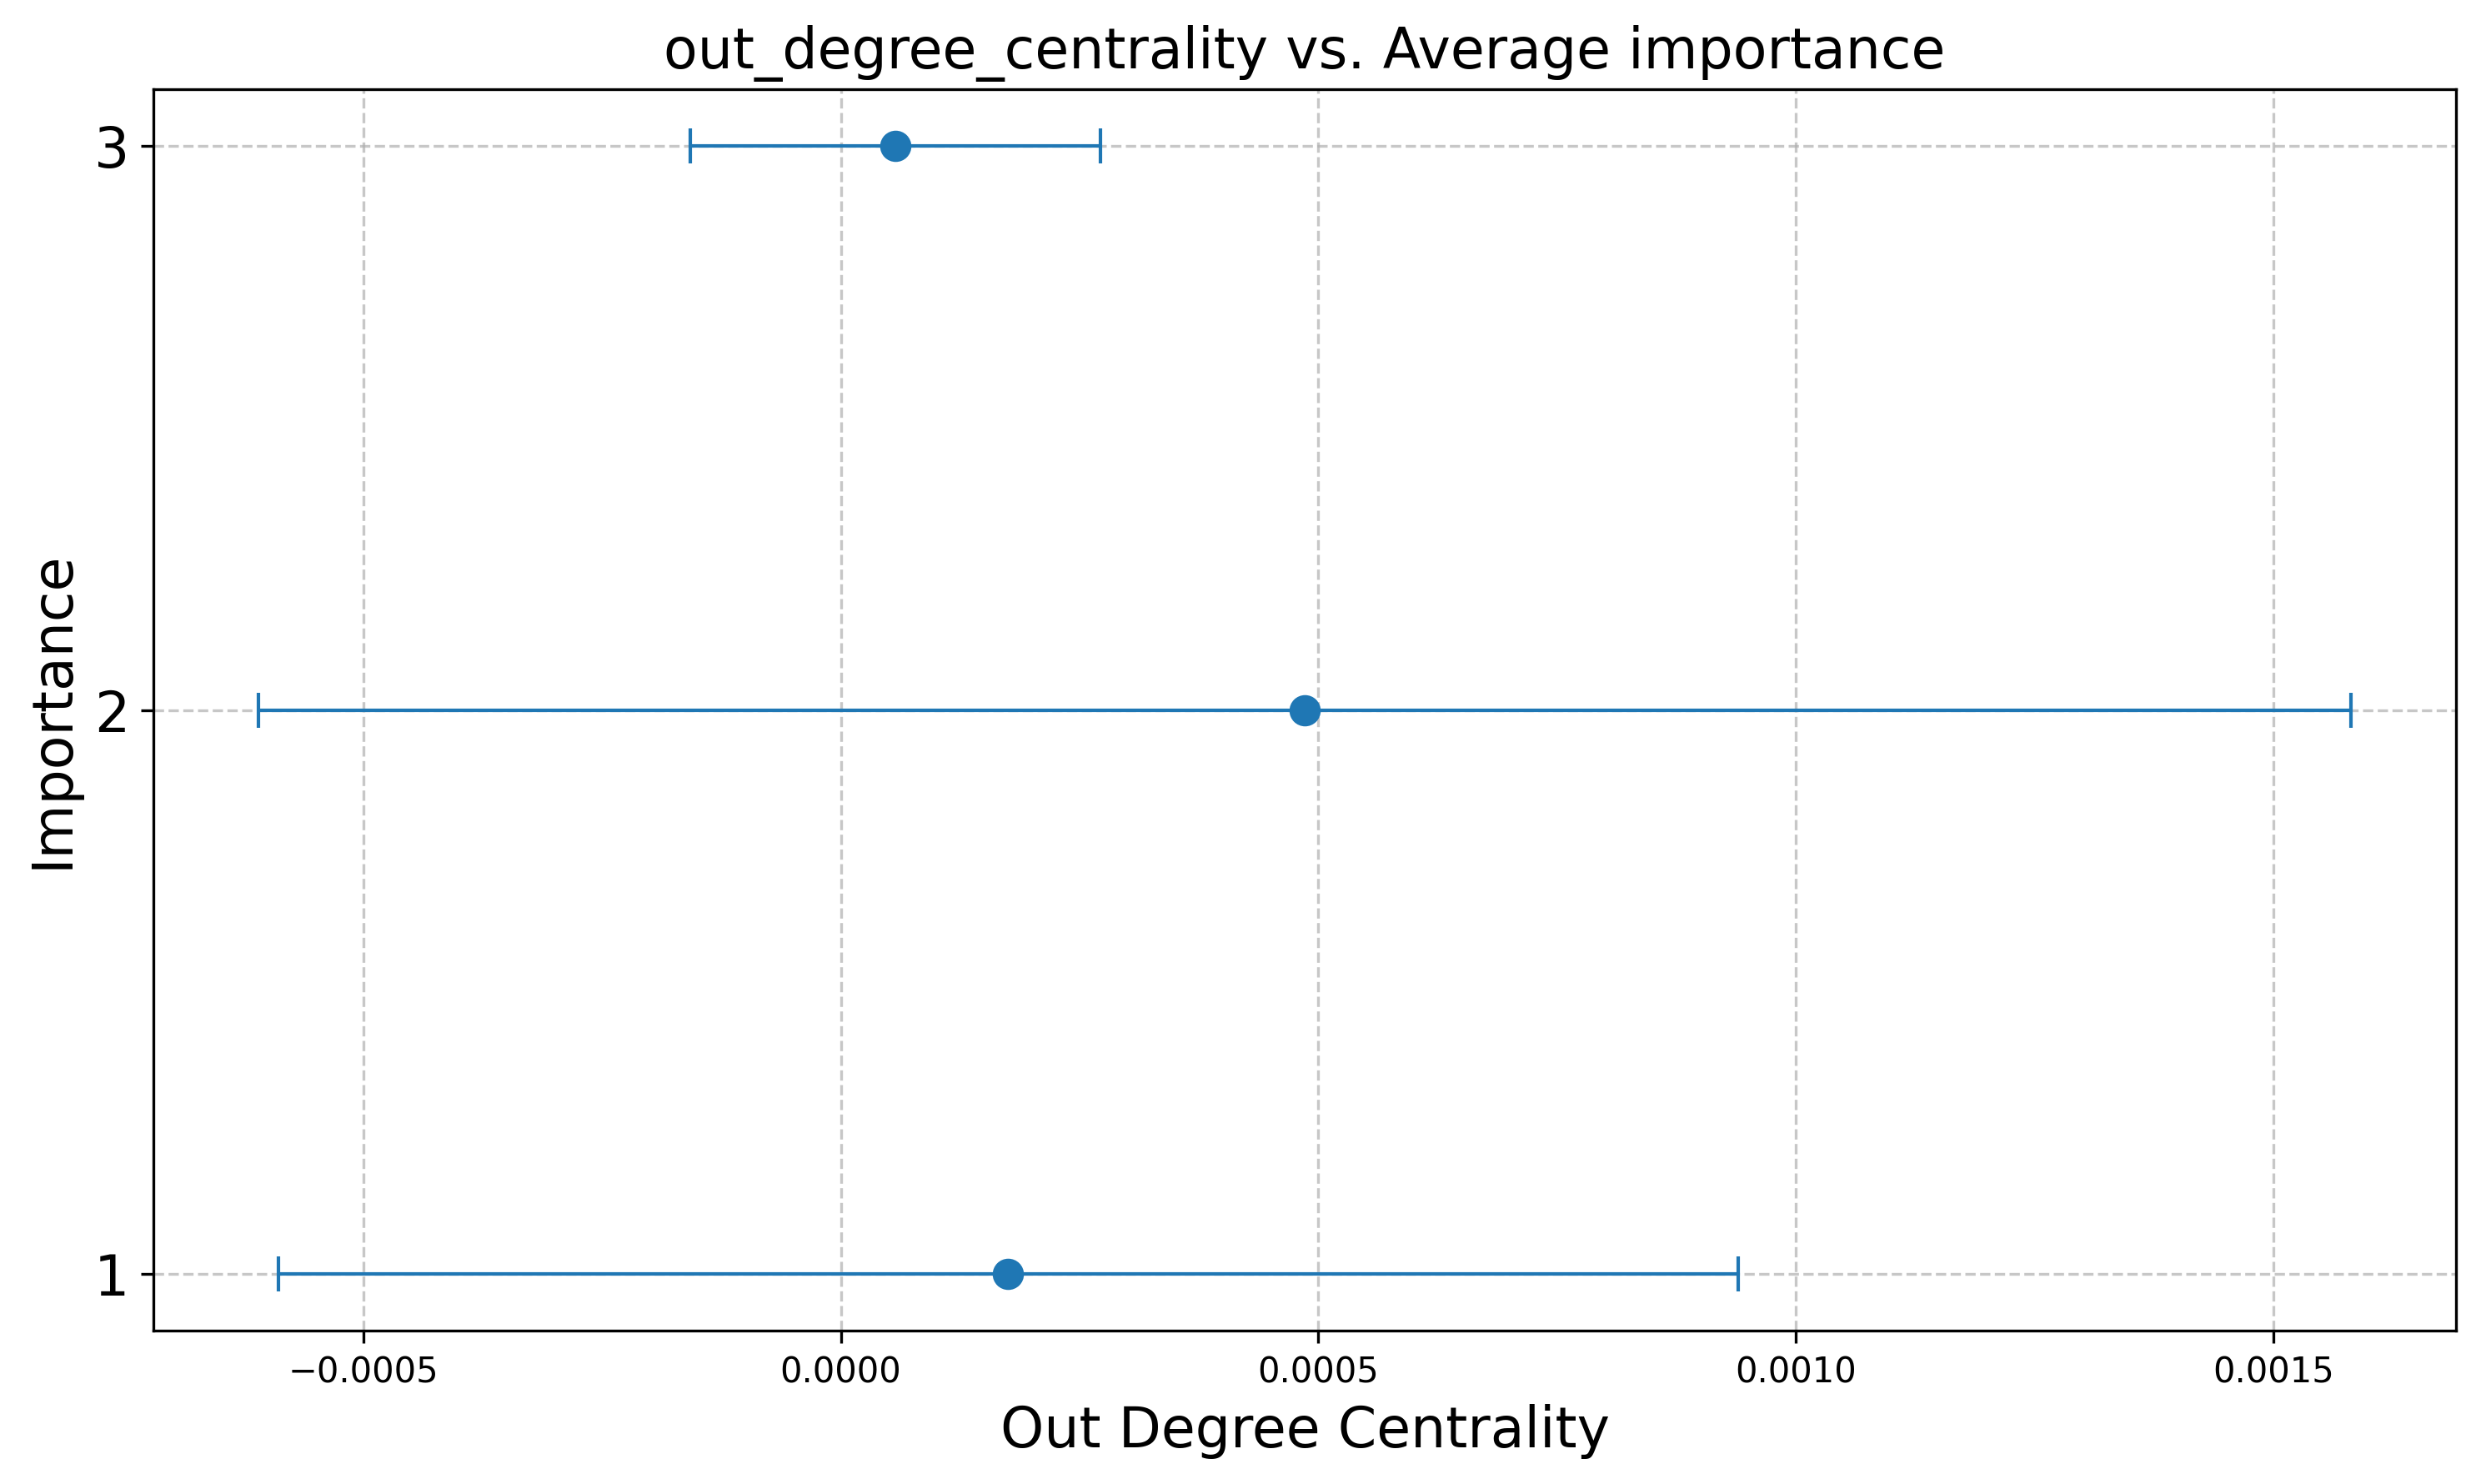 out_degree_centrality vs. Average importance
3
2
1
Importance
−0.0005 0.0000 0.0005 0.0010 0.0015
Out Degree Centrality